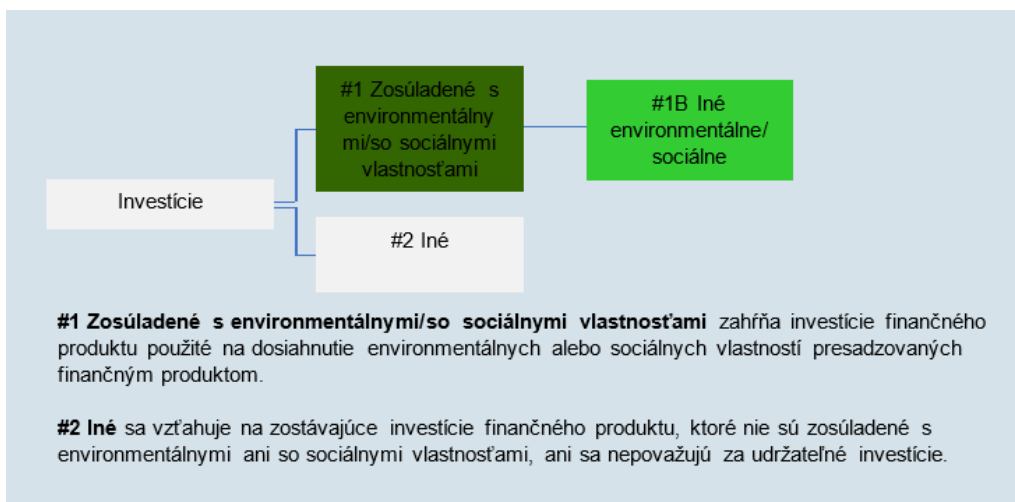 #1 Zosúladené s
environmentálny
mi/so sociálnymi
vlastnosťami
#1B Iné
environmentálne/
sociálne
Investície
#2 Iné
#1 Zosúladené s environmentálnymi/so sociálnymi vlastnosťami zahŕňa investície finančného
produktu použité na dosiahnutie environmentálnych alebo sociálnych vlastností presadzovaných
finančným produktom.
#2 Iné sa vzťahuje na zostávajúce investície finančného produktu, ktoré nie sú zosúladené s
environmentálnymi ani so sociálnymi vlastnosťami, ani sa nepovažujú za udržateľné investície.